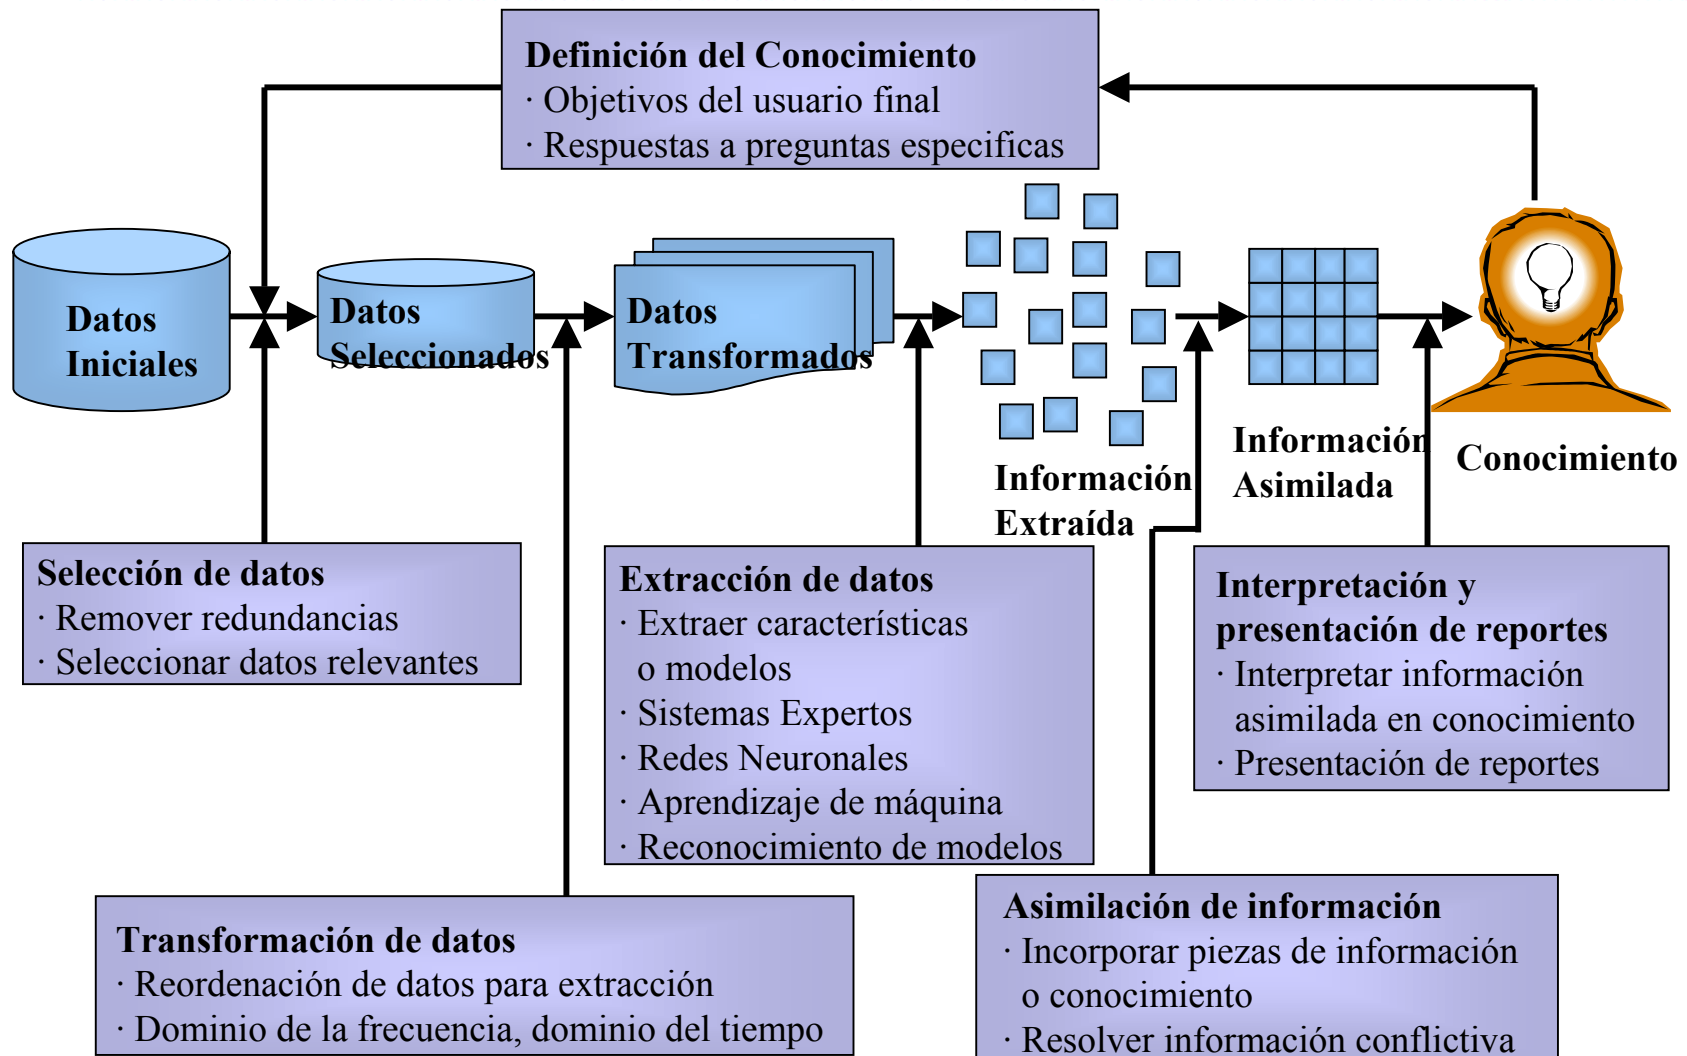 Definición del Conocimiento
· Objetivos del usuario final
· Respuestas a preguntas especificas
Datos
Iniciales
Datos
Seleccionados
Datos
Transformados
Información
Extraída
Información
Asimilada
Conocimiento
Selección de datos
· Remover redundancias
· Seleccionar datos relevantes
Extracción de datos
· Extraer características
o modelos
· Sistemas Expertos
· Redes Neuronales
· Aprendizaje de máquina
· Reconocimiento de modelos
Interpretación y
presentación de reportes
· Interpretar información
asimilada en conocimiento
· Presentación de reportes
Transformación de datos
· Reordenación de datos para extracción
· Dominio de la frecuencia, dominio del tiempo
Asimilación de información
· Incorporar piezas de información
o conocimiento
· Resolver información conflictiva